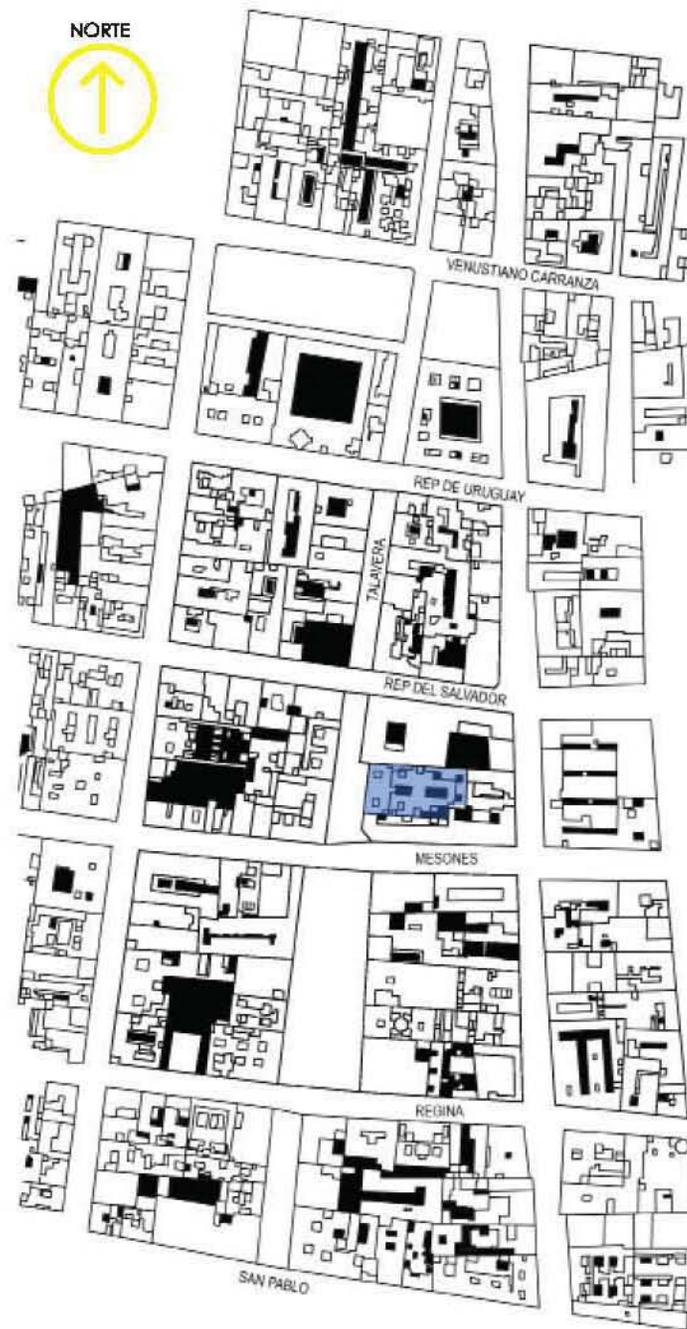 NORTE
VENUSTIANO CARRANZA
REP DE URUGUAY
TALAVERA
REP DEL SALVADOR
MESONES
REGINA
SAN PABLO